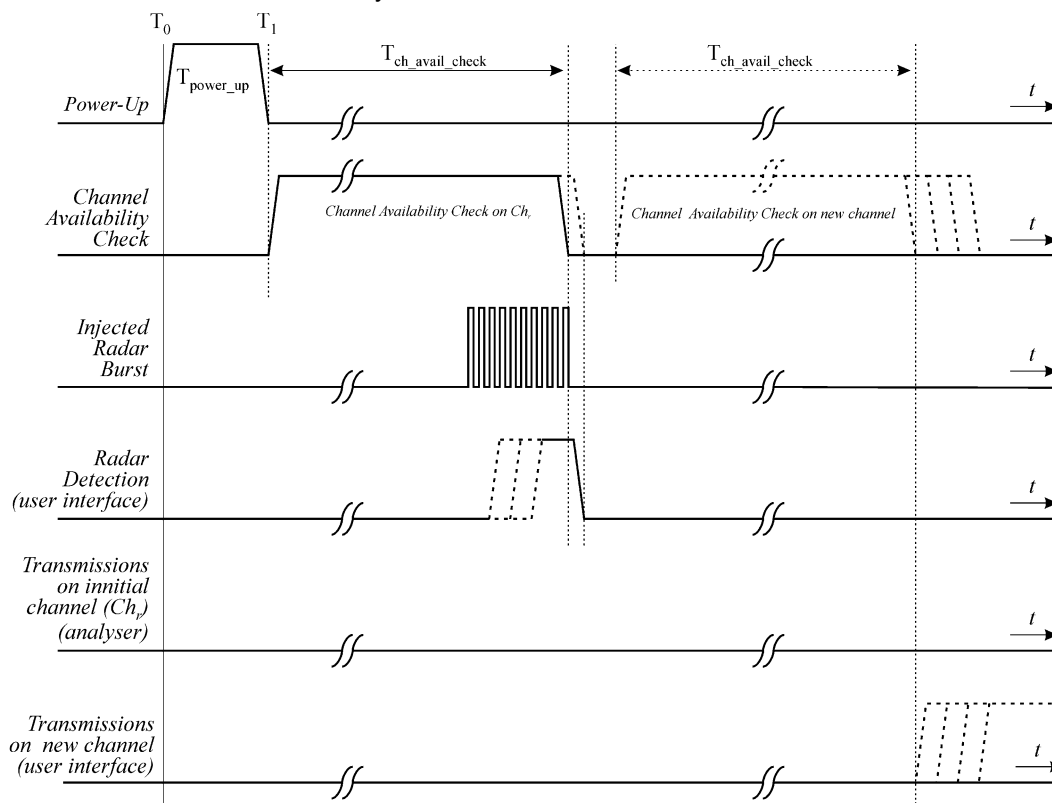 T0 T1
Tpower_up
Tch_avail_check
Tch_avail_check
Power-Up
t
Channel
Availability
Check
Channel Availability Check on Chr
Channel Availability Check on new channel
t
Injected
Radar
Burst
t
Radar
Detection
(user interface)
t
Transmissions
on innitial
channel (Chr)
(analyser)
t
Transmissions
on new channel
(user interface)
t